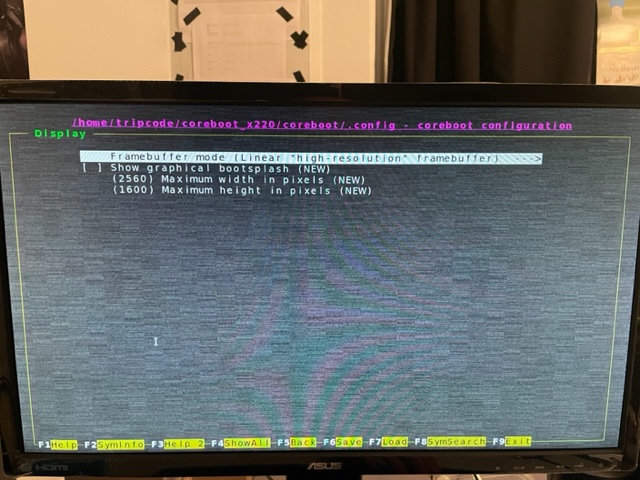 /home/tripcode/coreboot_x220/coreboot/.config - coreboot configuration
Display
Framebuffer mode (Linear "high-resolution" framebuffer) --->
[ ] Show graphical bootsplash (NEW)
(2560) Maximum width in pixels (NEW)
(1600) Maximum height in pixels (NEW)
F1Help F2SymInfo F3Help 2 F4ShowAll F5Back F6Save F7Load F8SymSearch F9Exit
HDMI ASUS